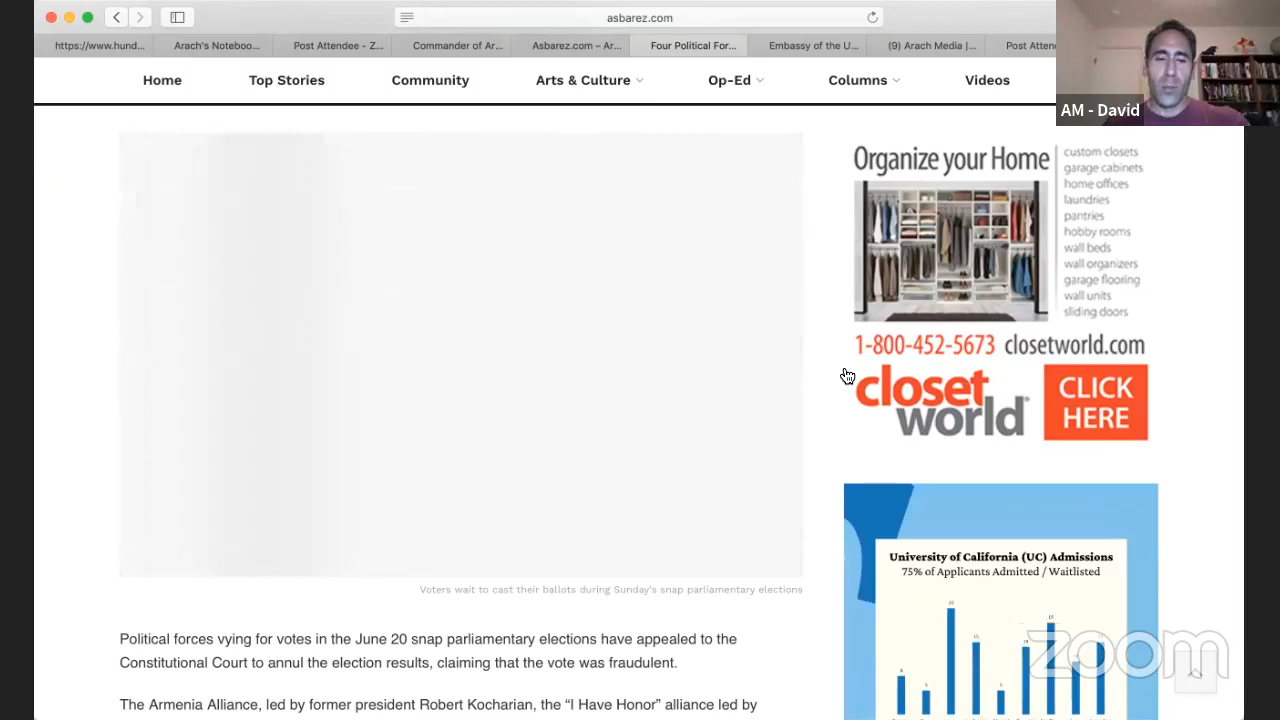 asbarez.com
https://www.hund...
Arach's Noteboo...
Post Attendee - Z...
Commander of Ar...
Asbarez.com – Ar...
Four Political For...
Embassy of the U...
(9) Arach Media |...
Post Atten
Home
Top Stories
Community
Arts & Culture
Op-Ed
Columns
Videos
AM - David
Organize your Home
custom closets
garage cabinets
home offices
laundries
pantries
hobby rooms
wall beds
wall organizers
garage flooring
wall units
sliding doors
1-800-452-5673 closetworld.com
closet
world
CLICK
HERE
Voters wait to cast their ballots during Sunday's snap parliamentary elections
University of California (UC) Admissions
75% of Applicants Admitted / Waitlisted
Political forces vying for votes in the June 20 snap parliamentary elections have appealed to the
Constitutional Court to annul the election results, claiming that the vote was fraudulent.
The Armenia Alliance, led by former president Robert Kocharian, the “I Have Honor” alliance led by
zoom